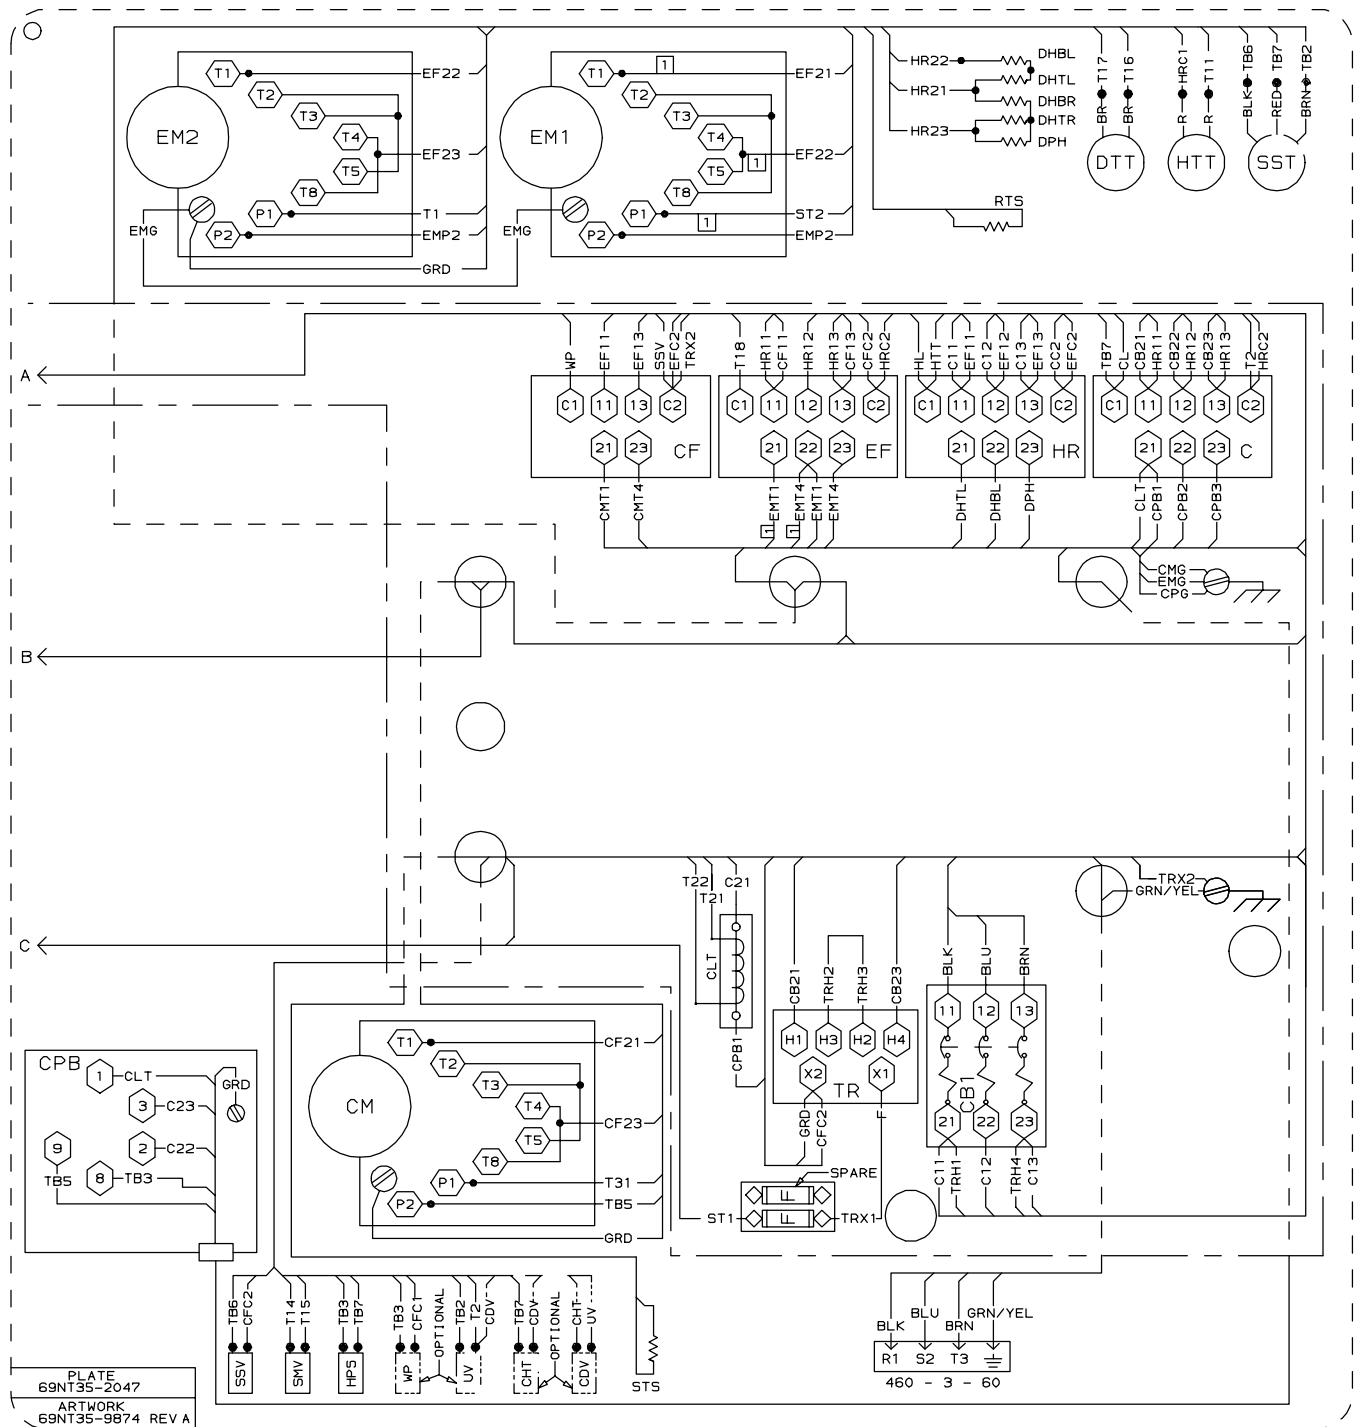 DHBL
HR22
DHTL
HR21
DHBR
DHTR
HR23
DPH
BR T17
BR T16
R HRC1
R T11
BLK TB6
RED TB7
BRN TB2
DTT
HTT
SST
RTS
EM2
T1
EF22
T2
T3
T4
EF23
T5
T8
P1
T1
P2
EMP2
EMG
GRD
EM1
T1
1
EF21
T2
T3
T4
EF22
T5
1
T8
P1
ST2
1
P2
EMP2
EMG
A
WP
EF11
EF13
SSV
EFC2
TRX2
C1
11
13
C2
21
23
CF
CMT1
CMT4
T18
HR11
CF11
HR12
HR13
CF13
CFC2
HRC2
C1
11
12
13
C2
21
22
23
EF
EMT1
EMT4
EMT1
EMT4
1
1
HL
HTT
C11
EF11
C12
EF12
C13
EF13
CC2
EFC2
C1
11
12
13
C2
21
22
23
HR
DHTL
DHBL
DPH
TB7
CL
CB21
HR11
CB22
HR12
CB23
HR13
T2
HRC2
C1
11
12
13
C2
21
22
23
C
CLT
CPB1
CPB2
CPB3
CMG
EMG
CPG
B
C
T22
T21
C21
CLT
CPB1
CB21
TRH2
TRH3
CB23
H1
H3
H2
H4
X2
X1
TR
GRD
CFC2
F
TRX2
GRN/YEL
BLK
BLU
BRN
11
12
13
CB1
21
22
23
C11
TRH1
C12
TRH4
C13
SPARE
F
F
ST1
TRX1
CPB
1
CLT
GRD
3
C23
9
2
C22
TB5
8
TB3
CM
T1
CF21
T2
T3
T4
CF23
T5
T8
P1
T31
P2
TB5
GRD
TB6
CFC2
SSV
T14
T15
SMV
TB3
TB7
HPS
TB3
CFC1
WP
OPTIONAL
TB2
T2
CDV
UV
TB7
CDV
CHT
OPTIONAL
CHT
UV
CDV
STS
BLK
BLU
BRN
GRN/YEL
R1 S2 T3
460 - 3 - 60
PLATE
69NT35-2047
ARTWORK
69NT35-9874 REV A